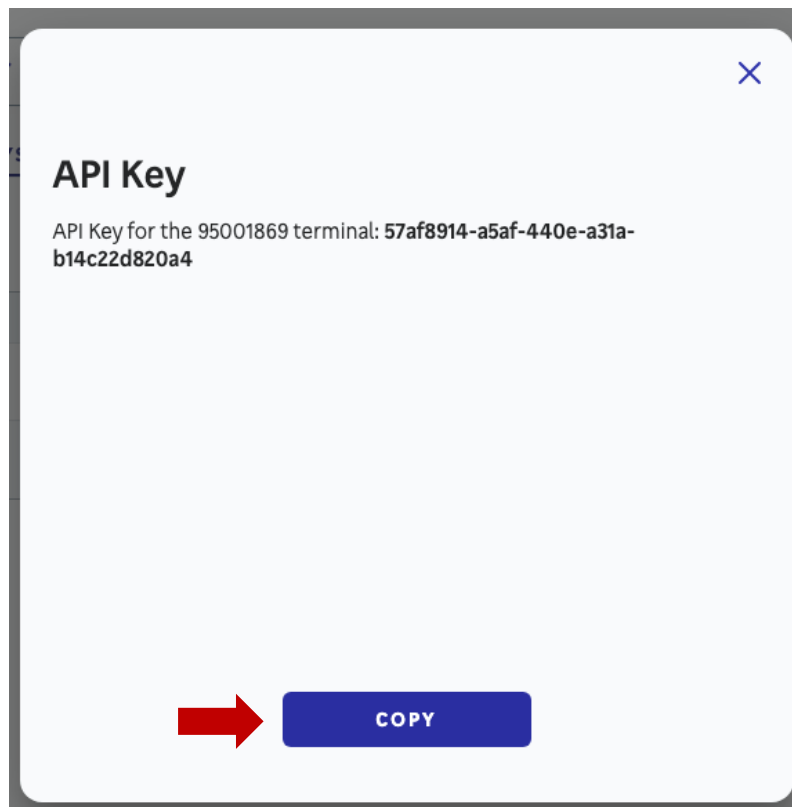 API Key
API Key for the 95001869 terminal: 57af8914-a5af-440e-a31a-
b14c22d820a4
COPY